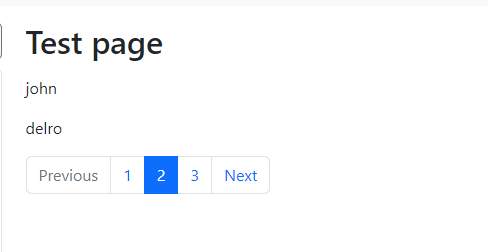 Test page
john
delro
Previous 1 2 3 Next